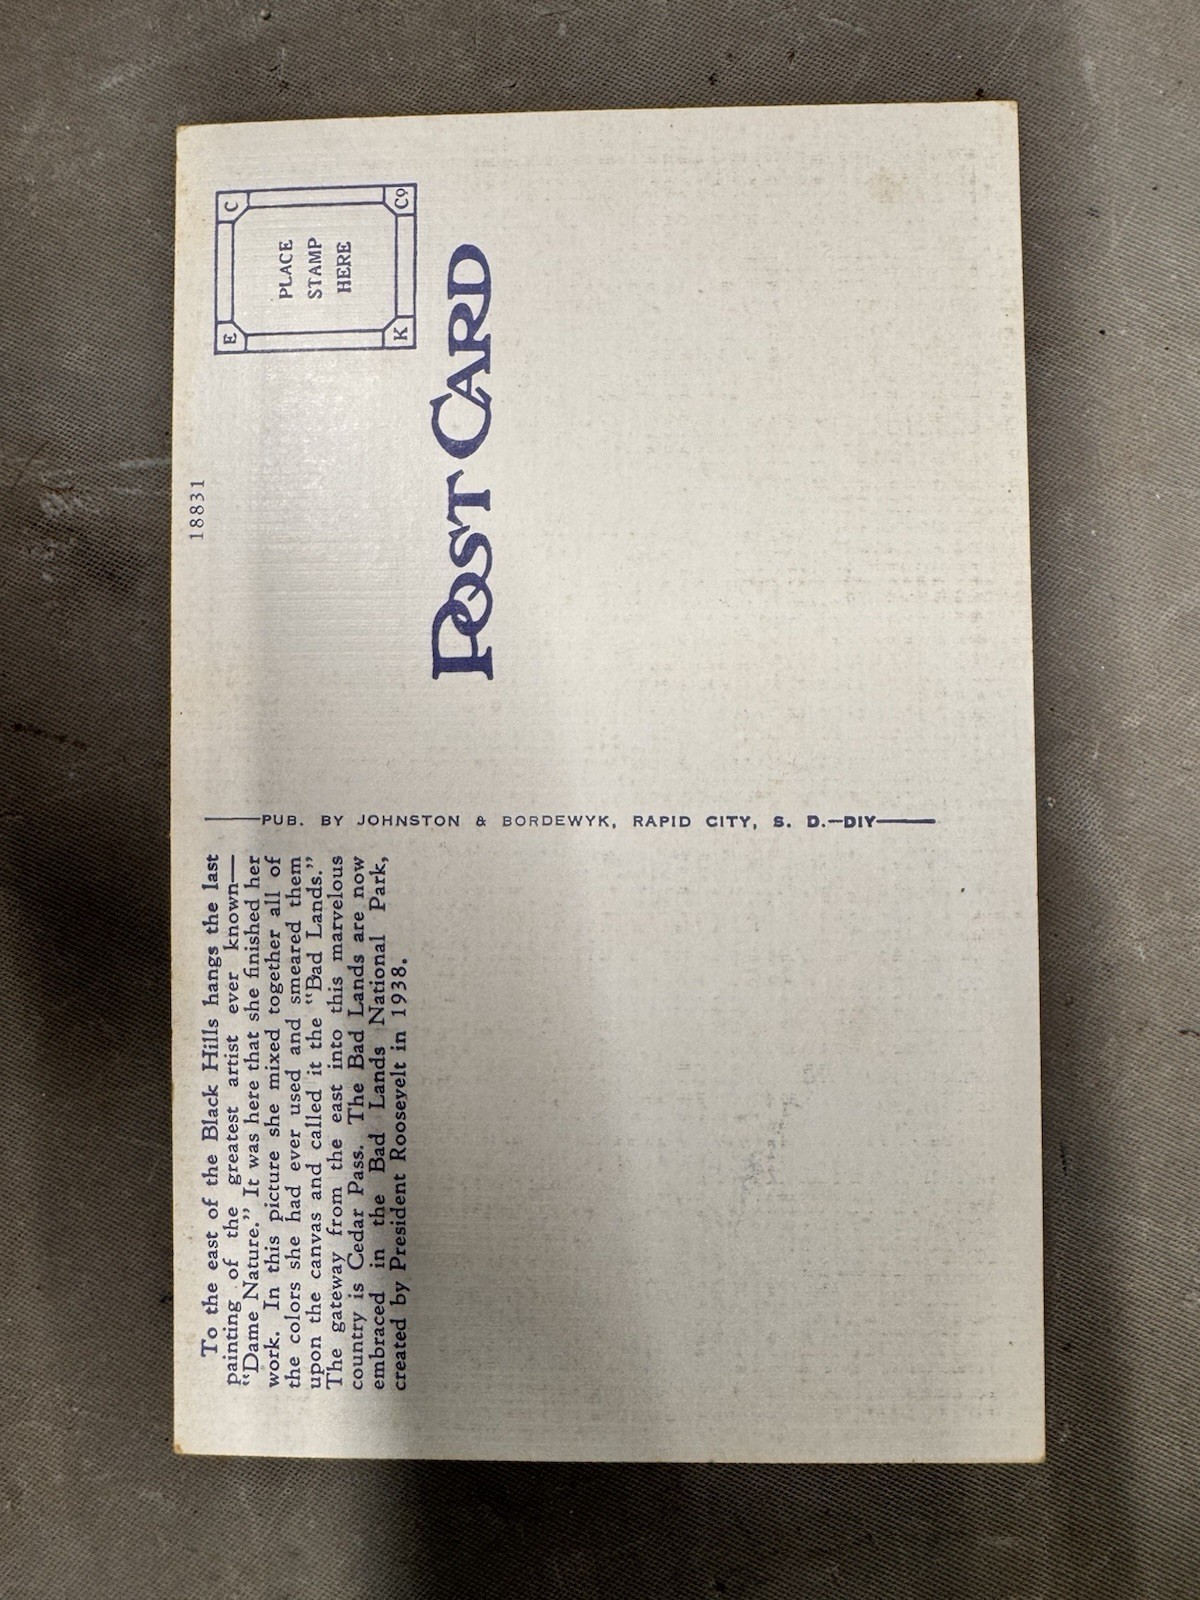 To the east of the Black Hills hangs the last
painting of the greatest artist ever known—
"Dame Nature." It was here that she finished her
work. In this picture she mixed together all of
the colors she had ever used and smeared them
upon the canvas and called it the "Bad Lands."
The gateway from the east into this marvelous
country is Cedar Pass. The Bad Lands are now
embraced in the Bad Lands National Park,
created by President Roosevelt in 1938.
PUB. BY JOHNSTON & BORDEWYK, RAPID CITY, S. D.—DIY
18831
POST CARD
E C
PLACE
STAMP
HERE
K Co